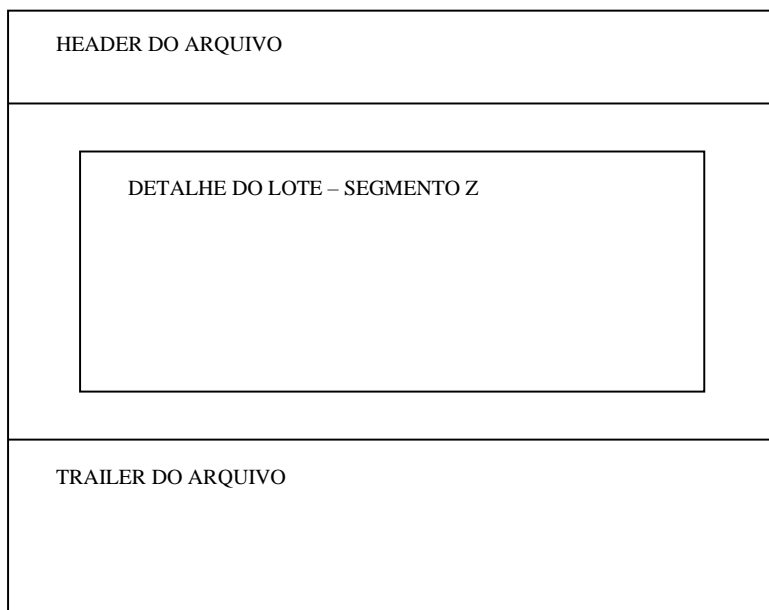 HEADER DO ARQUIVO
DETALHE DO LOTE – SEGMENTO Z
TRAILER DO ARQUIVO